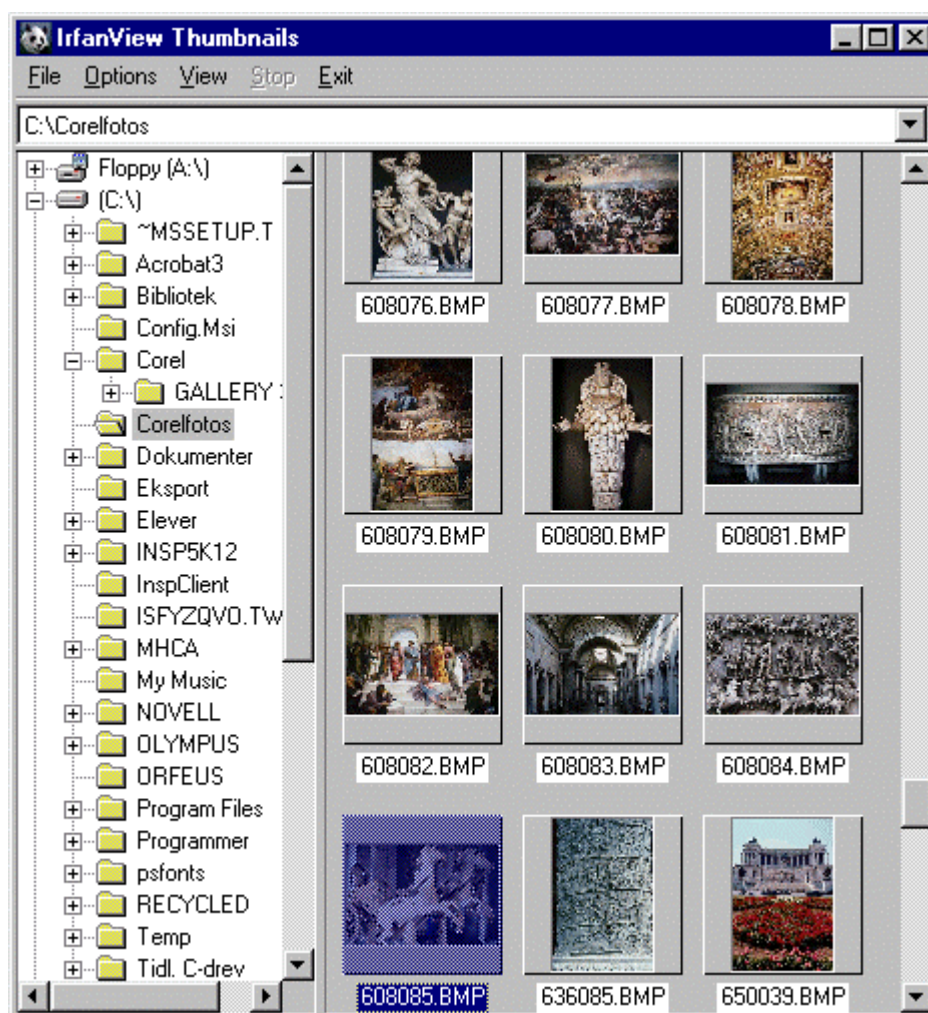 IrfanView Thumbnails
File Options View Stop Exit
C:\Corelfotos
Floppy (A:\)
(C:\)
~MSSETUP.T
Acrobat3
Bibliotek
Config.Msi
Corel
GALLERY
Corelfotos
Dokumenter
Eksport
Elever
INSP5K12
InspClient
ISFYZQVO.TW
MHCA
My Music
NOVELL
OLYMPUS
ORFEUS
Program Files
Programmer
psfonts
RECYCLED
Temp
Tidl. C-drev
608076.BMP 608077.BMP 608078.BMP
608079.BMP 608080.BMP 608081.BMP
608082.BMP 608083.BMP 608084.BMP
608085.BMP 636085.BMP 650039.BMP